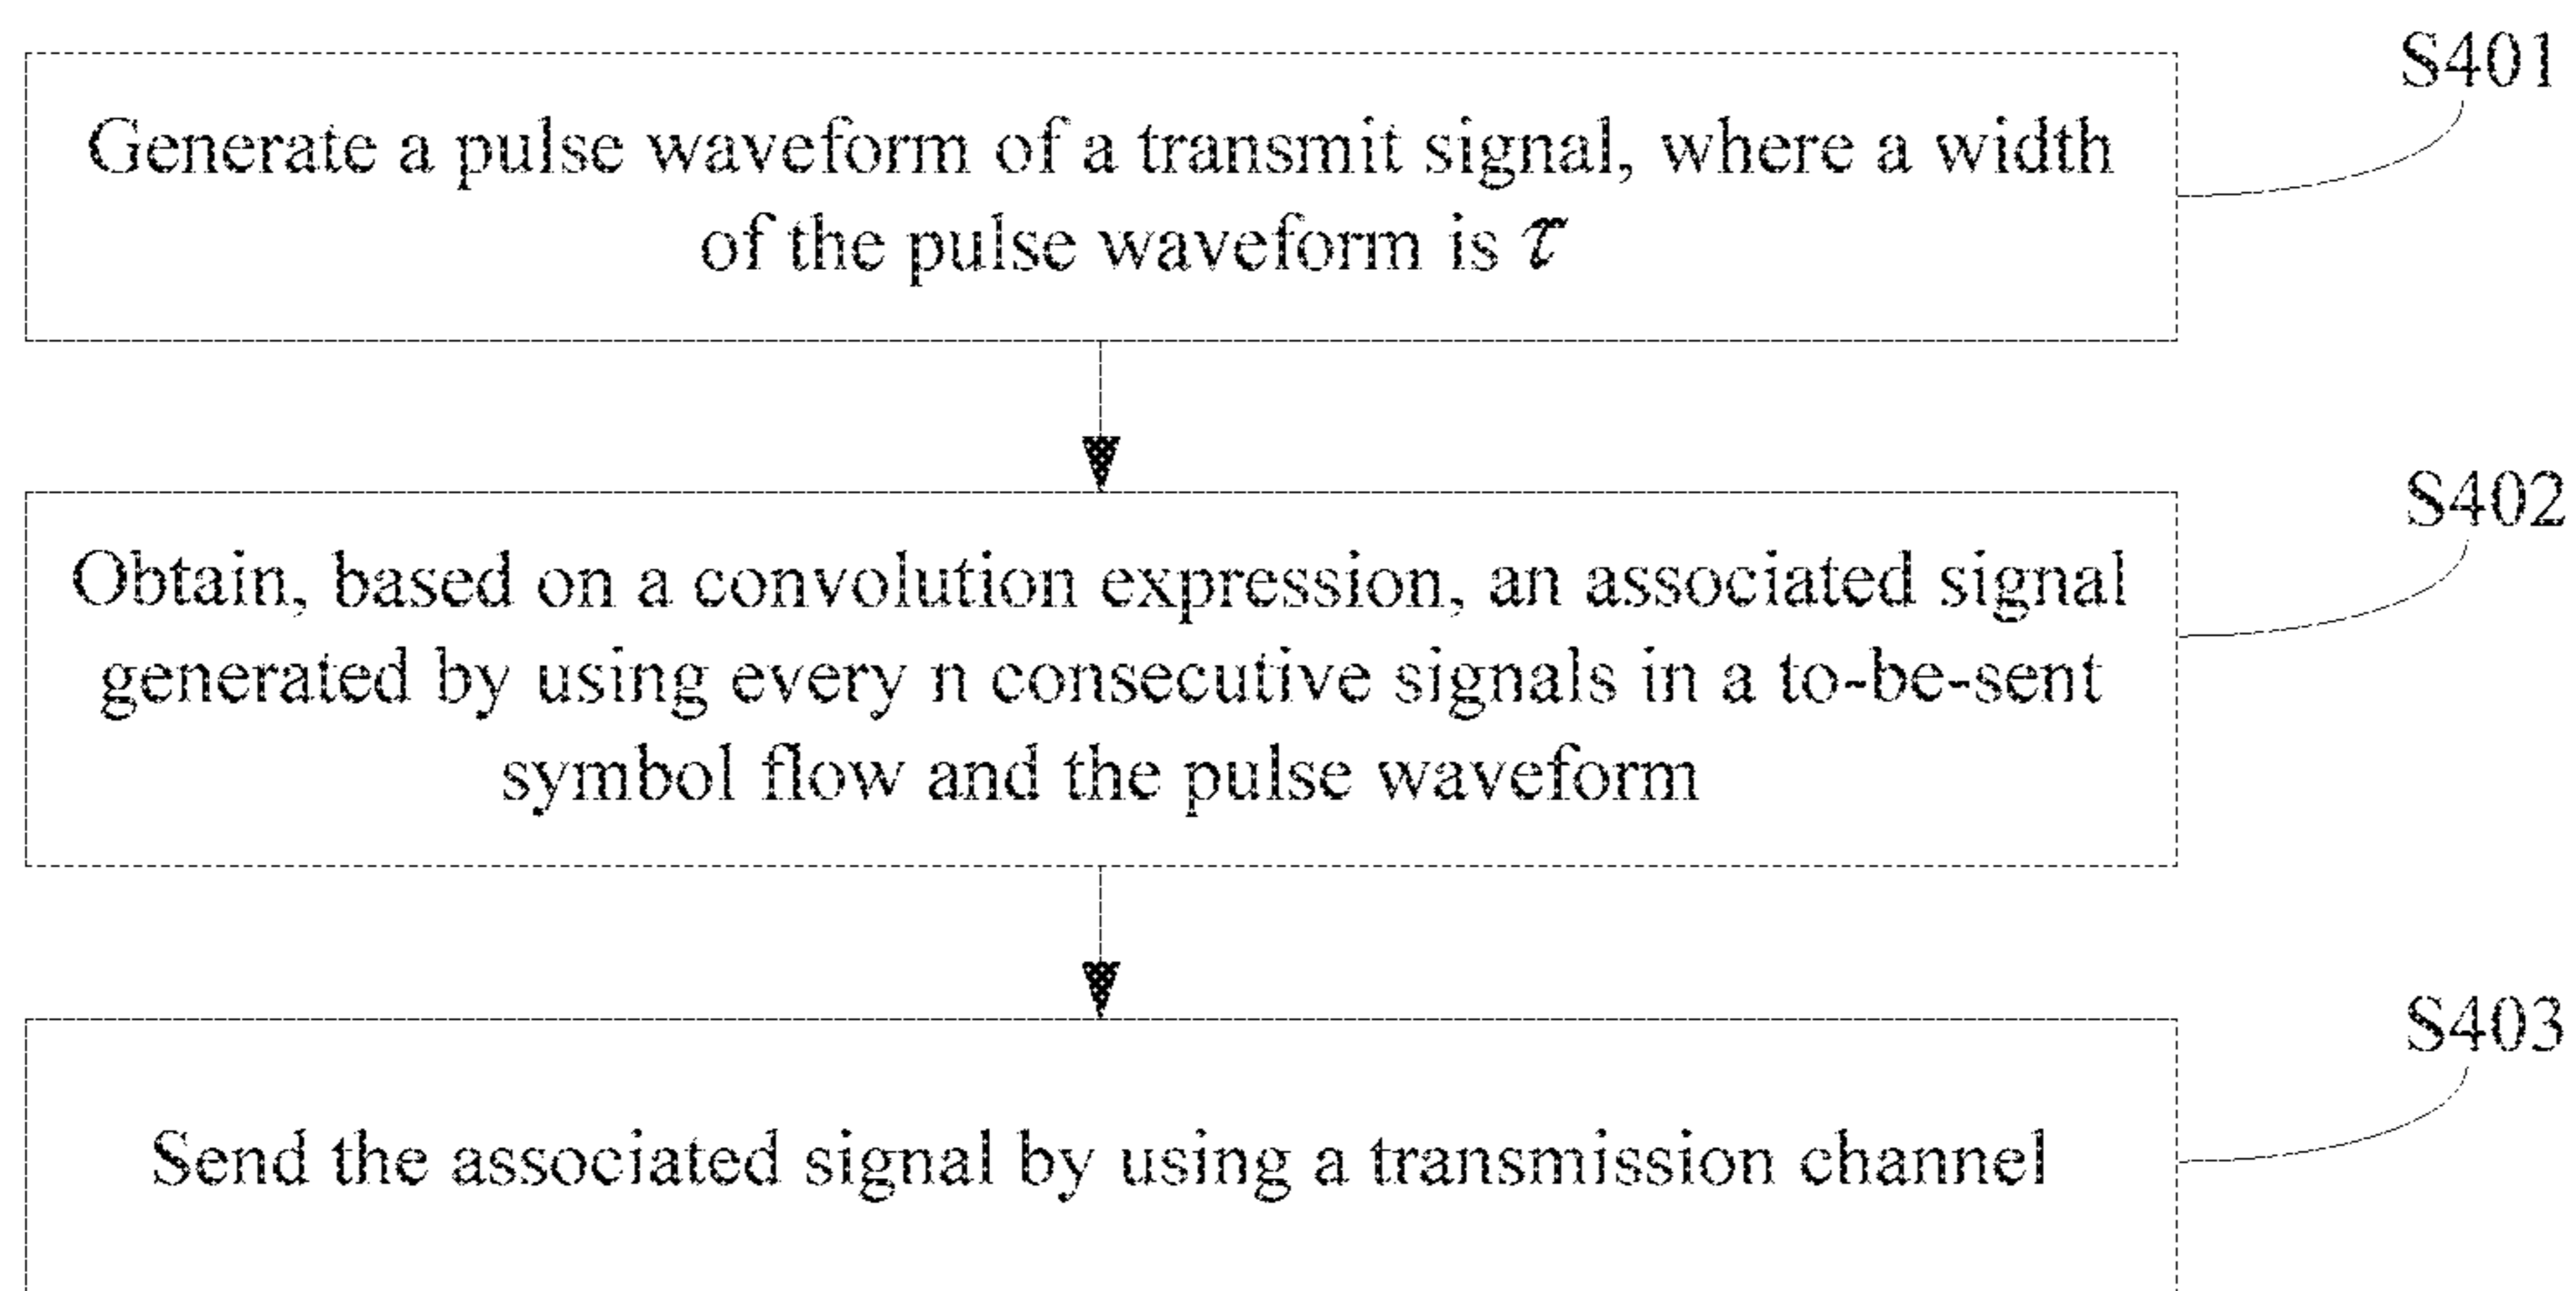 S401
Generate a pulse waveform of a transmit signal, where a width
of the pulse waveform is τ
S402
Obtain, based on a convolution expression, an associated signal
generated by using every n consecutive signals in a to-be-sent
symbol flow and the pulse waveform
S403
Send the associated signal by using a transmission channel